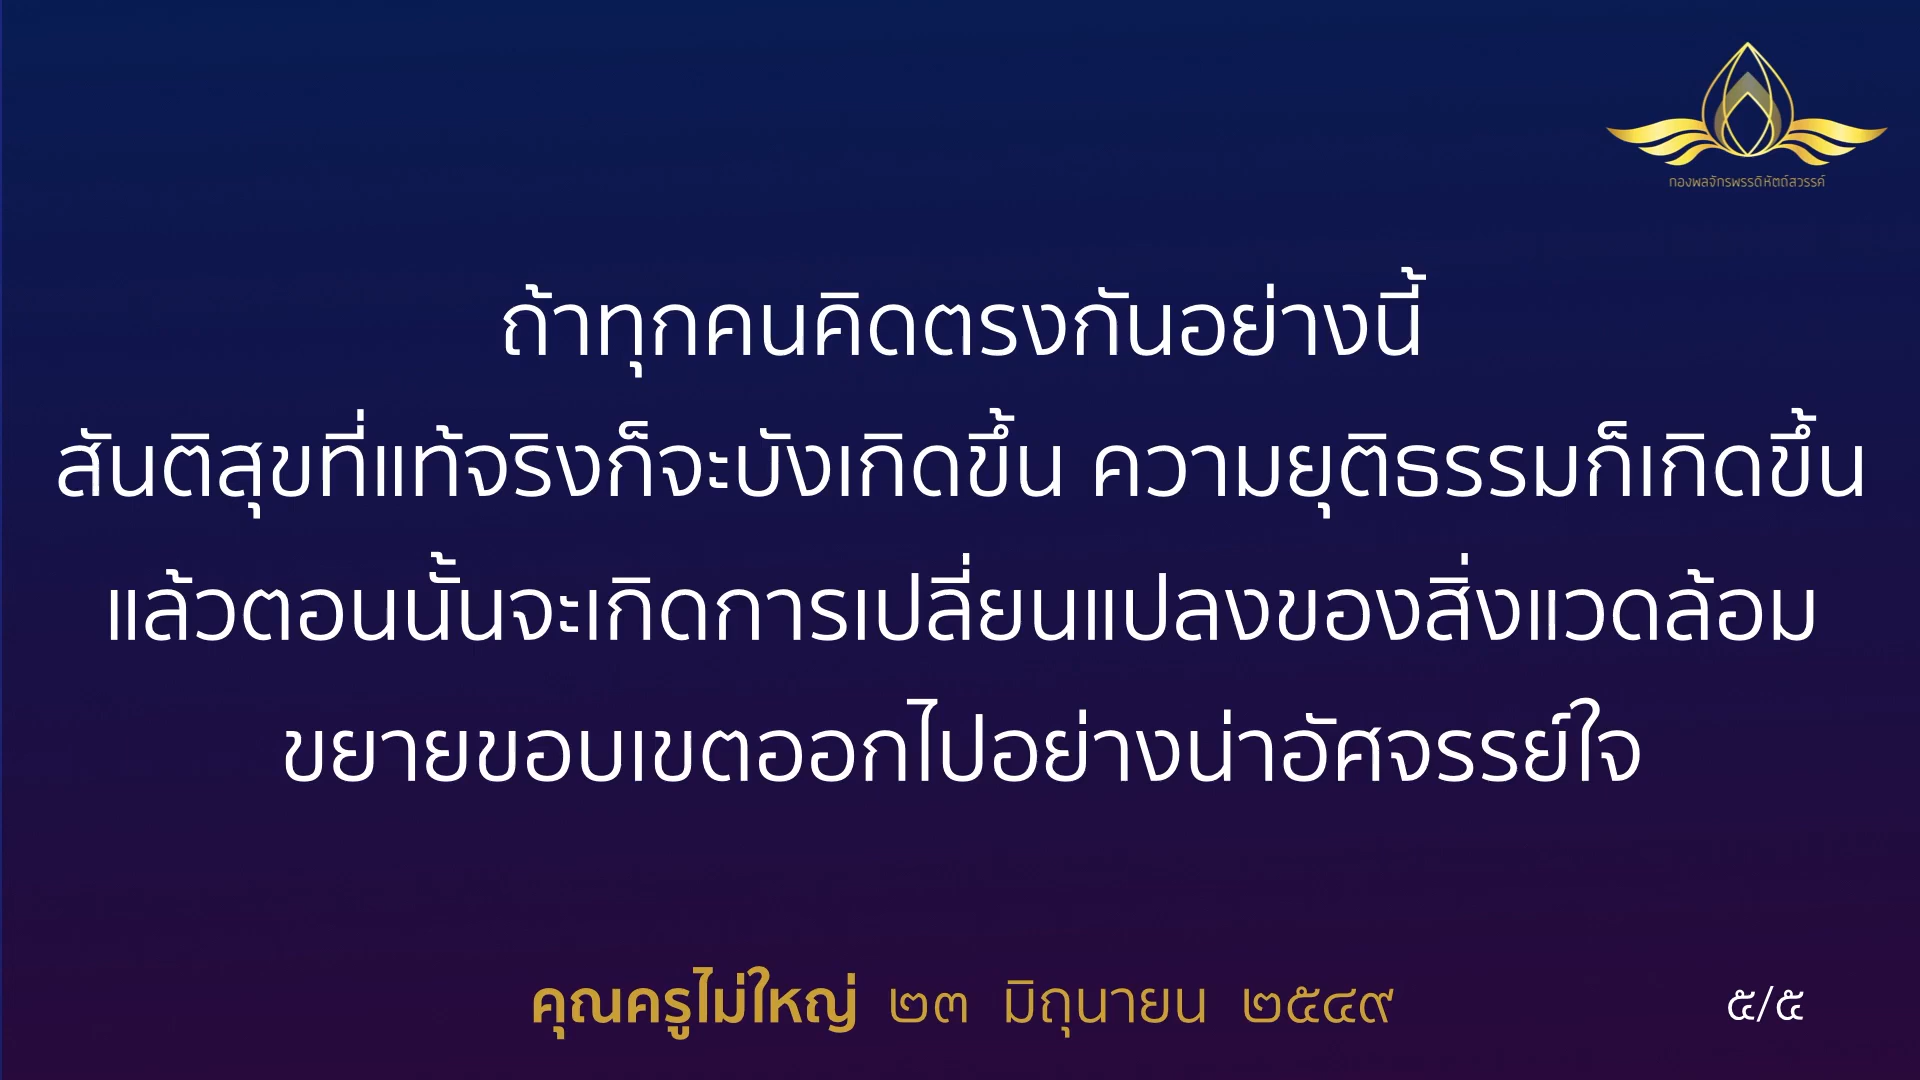 กองพลจักรพรรดิหัตถ์สวรรค์
ถ้าทุกคนคิดตรงกันอย่างนี้
สันติสุขที่แท้จริงก็จะบังเกิดขึ้น ความยุติธรรมก็เกิดขึ้น
แล้วตอนนั้นจะเกิดการเปลี่ยนแปลงของสิ่งแวดล้อม
ขยายขอบเขตออกไปอย่างน่าอัศจรรย์ใจ
คุณครูไม่ใหญ่ ๒๓ มิถุนายน ๒๕๔๙
๕/๕